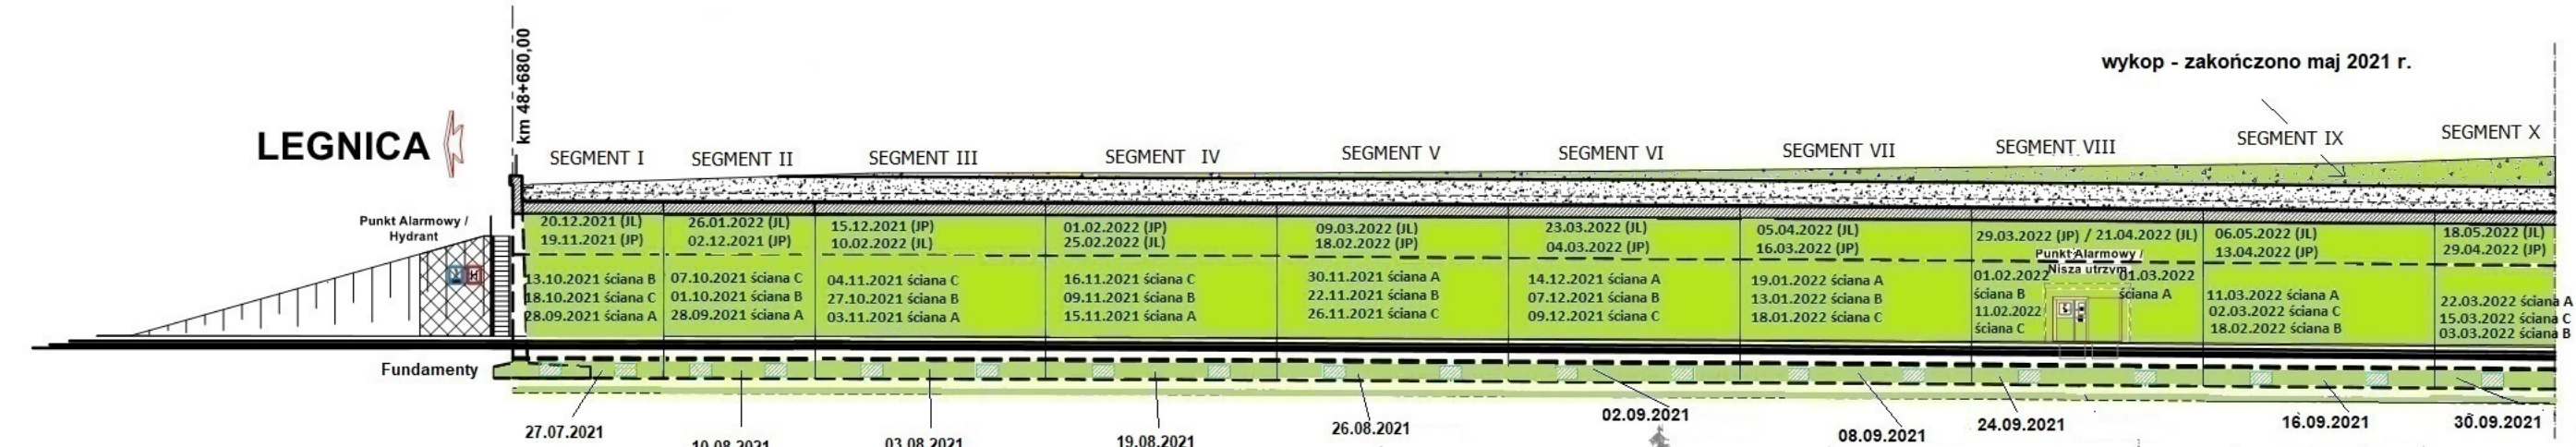 km 48+680,00
wykop - zakończono maj 2021 r.
LEGNICA
SEGMENT I
SEGMENT II
SEGMENT III
SEGMENT IV
SEGMENT V
SEGMENT VI
SEGMENT VII
SEGMENT VIII
SEGMENT IX
SEGMENT X
Punkt Alarmowy /
Hydrant
20.12.2021 (JL)
19.11.2021 (JP)
13.10.2021 ściana B
18.10.2021 ściana C
28.09.2021 ściana A
26.01.2022 (JL)
02.12.2021 (JP)
07.10.2021 ściana C
01.10.2021 ściana B
28.09.2021 ściana A
15.12.2021 (JP)
10.02.2022 (JL)
04.11.2021 ściana C
27.10.2021 ściana B
03.11.2021 ściana A
01.02.2022 (JP)
25.02.2022 (JL)
16.11.2021 ściana C
09.11.2021 ściana B
15.11.2021 ściana A
09.03.2022 (JL)
18.02.2022 (JP)
30.11.2021 ściana A
22.11.2021 ściana B
26.11.2021 ściana C
23.03.2022 (JL)
04.03.2022 (JP)
14.12.2021 ściana A
07.12.2021 ściana B
09.12.2021 ściana C
05.04.2022 (JL)
16.03.2022 (JP)
19.01.2022 ściana A
13.01.2022 ściana B
18.01.2022 ściana C
29.03.2022 (JP) / 21.04.2022 (JL)
Punkt Alarmowy /
Nisza utrzym.
01.02.2022
ściana B
11.02.2022
ściana C
01.03.2022
ściana A
06.05.2022 (JL)
13.04.2022 (JP)
11.03.2022 ściana A
02.03.2022 ściana C
18.02.2022 ściana B
18.05.2022 (JL)
29.04.2022 (JP)
22.03.2022 ściana A
15.03.2022 ściana C
03.03.2022 ściana B
Fundamenty
27.07.2021
10.08.2021
03.08.2021
19.08.2021
26.08.2021
02.09.2021
08.09.2021
24.09.2021
16.09.2021
30.09.2021